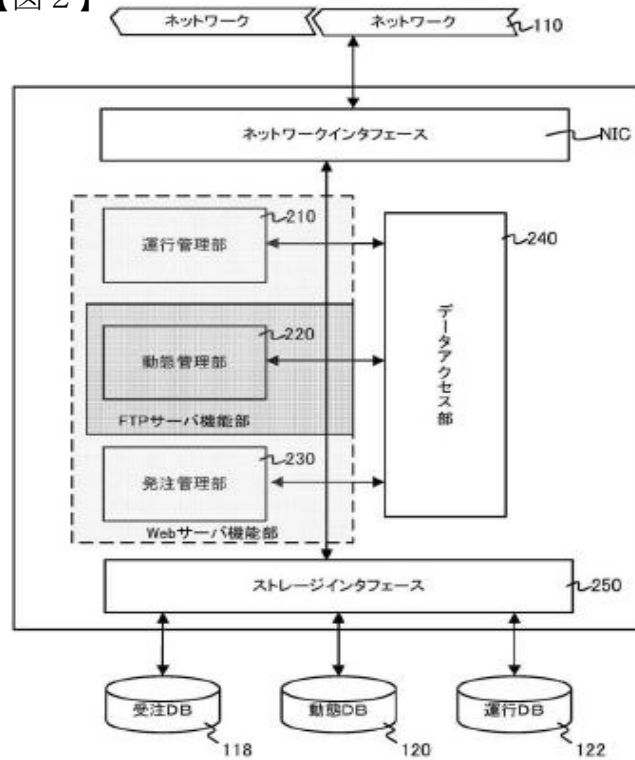 【図2】
ネットワーク ネットワーク 110
ネットワークインタフェース NIC
210
運行管理部
240
220
動態管理部
データアクセス部
FTPサーバ機能部
230
発注管理部
Webサーバ機能部
ストレージインタフェース 250
受注DB 動態DB 運行DB
118 120 122